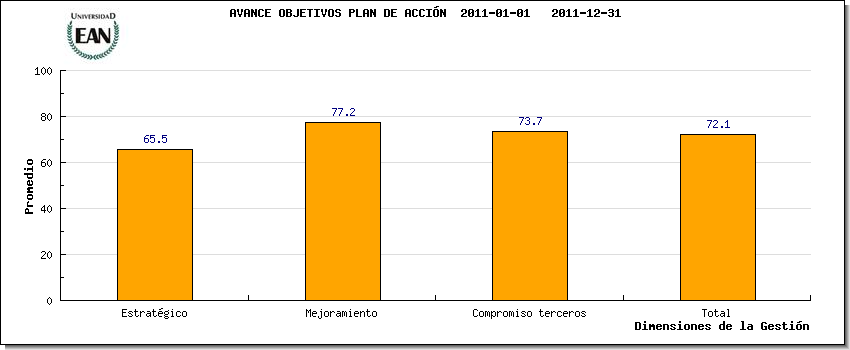 UNIVERSIDAD
EAN
AVANCE OBJETIVOS PLAN DE ACCIÓN 2011-01-01 2011-12-31
Promedio
100
80
60
40
20
0
65.5
77.2
73.7
72.1
Estratégico
Mejoramiento
Compromiso terceros
Total
Dimensiones de la Gestión